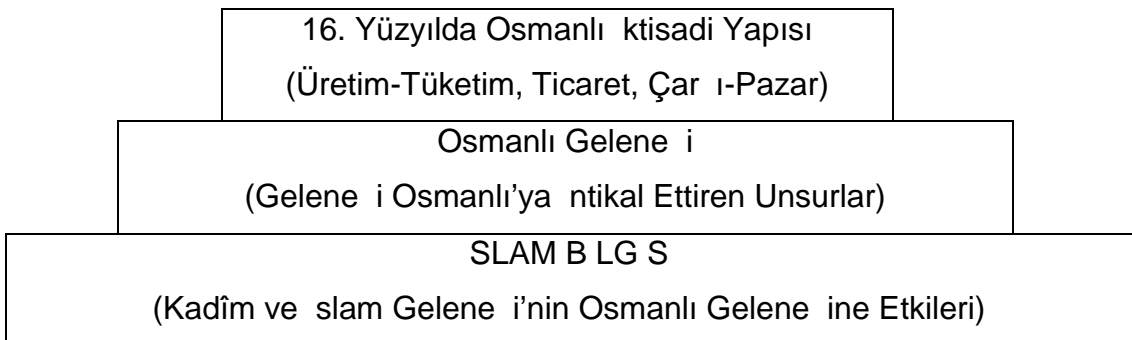 16. Yüzyılda Osmanlı ktisadi Yapısı
(Üretim-Tüketim, Ticaret, Çar ı-Pazar)
Osmanlı Gelene i
(Gelene i Osmanlı’ya ntikal Ettiren Unsurlar)
SLAM B LG S
(Kadîm ve slam Gelene i’nin Osmanlı Gelene ine Etkileri)